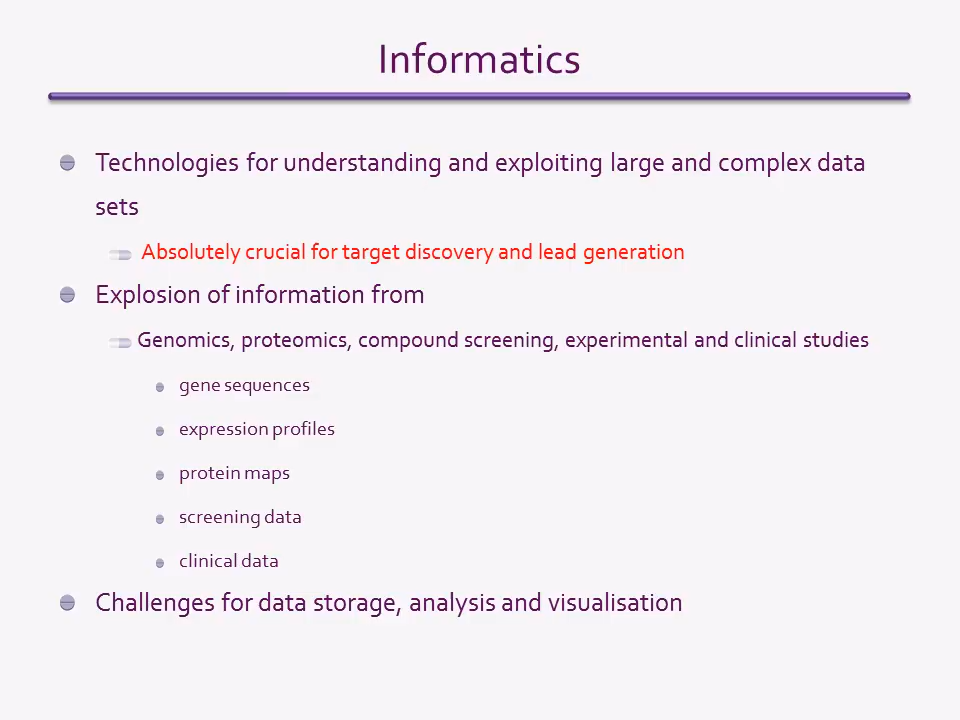 Informatics
Technologies for understanding and exploiting large and complex data
sets
Absolutely crucial for target discovery and lead generation
Explosion of information from
Genomics, proteomics, compound screening, experimental and clinical studies
gene sequences
expression profiles
protein maps
screening data
clinical data
Challenges for data storage, analysis and visualisation